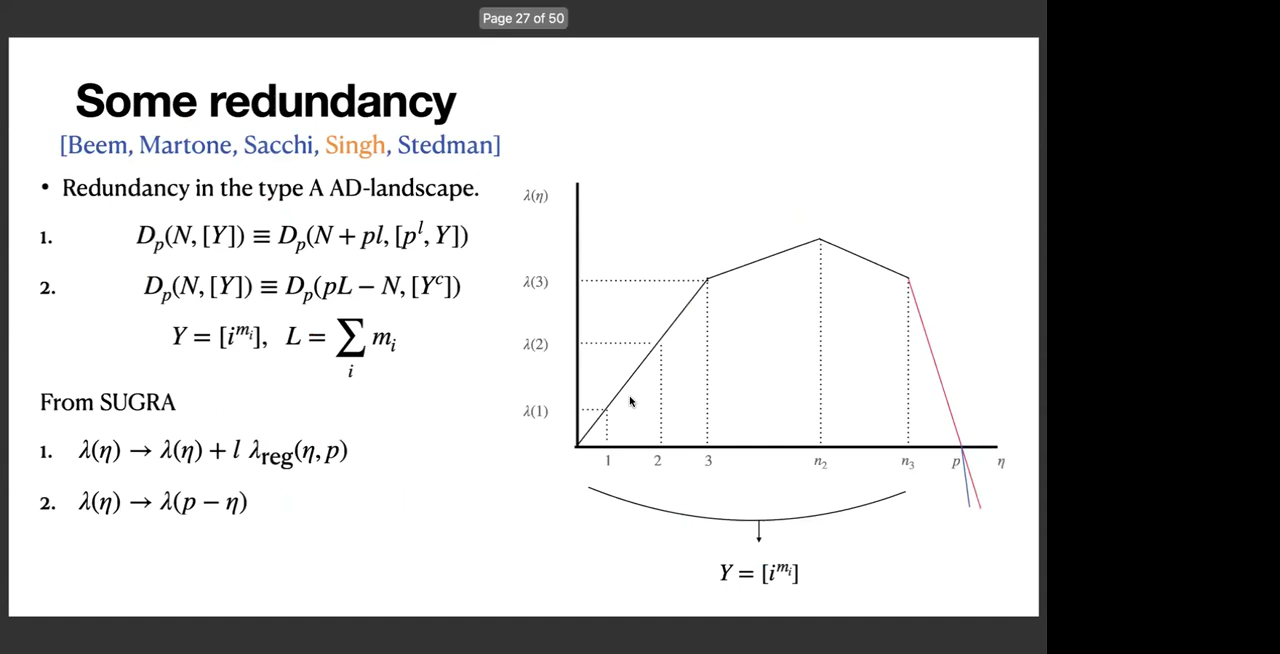 Page 27 of 50
Some redundancy
[Beem, Martone, Sacchi, Singh, Stedman]
• Redundancy in the type A AD-landscape.
1. D_p(N, [Y]) ≡ D_p(N + pl, [p^l, Y])
2. D_p(N, [Y]) ≡ D_p(pL − N, [Y^c])
Y = [i^{m_i}], L = ∑_i m_i
From SUGRA
1. λ(η) → λ(η) + l λ_reg(η, p)
2. λ(η) → λ(p − η)
λ(η)
λ(3)
λ(2)
λ(1)
1 2 3 n_2 n_3 p η
Y = [i^{m_i}]